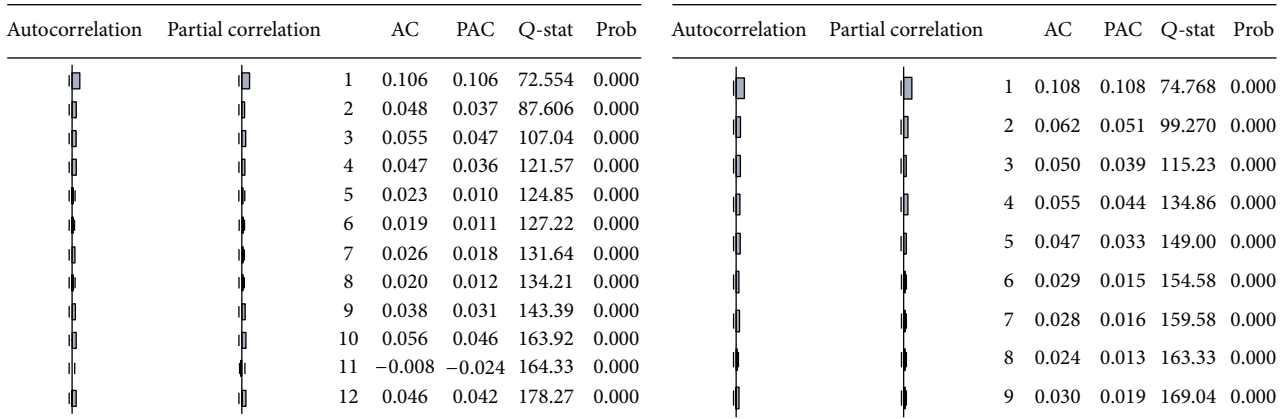 Autocorrelation Partial correlation AC PAC Q-stat Prob
1 0.106 0.106 72.554 0.000
2 0.048 0.037 87.606 0.000
3 0.055 0.047 107.04 0.000
4 0.047 0.036 121.57 0.000
5 0.023 0.010 124.85 0.000
6 0.019 0.011 127.22 0.000
7 0.026 0.018 131.64 0.000
8 0.020 0.012 134.21 0.000
9 0.038 0.031 143.39 0.000
10 0.056 0.046 163.92 0.000
11 −0.008 −0.024 164.33 0.000
12 0.046 0.042 178.27 0.000
Autocorrelation Partial correlation AC PAC Q-stat Prob
1 0.108 0.108 74.768 0.000
2 0.062 0.051 99.270 0.000
3 0.050 0.039 115.23 0.000
4 0.055 0.044 134.86 0.000
5 0.047 0.033 149.00 0.000
6 0.029 0.015 154.58 0.000
7 0.028 0.016 159.58 0.000
8 0.024 0.013 163.33 0.000
9 0.030 0.019 169.04 0.000